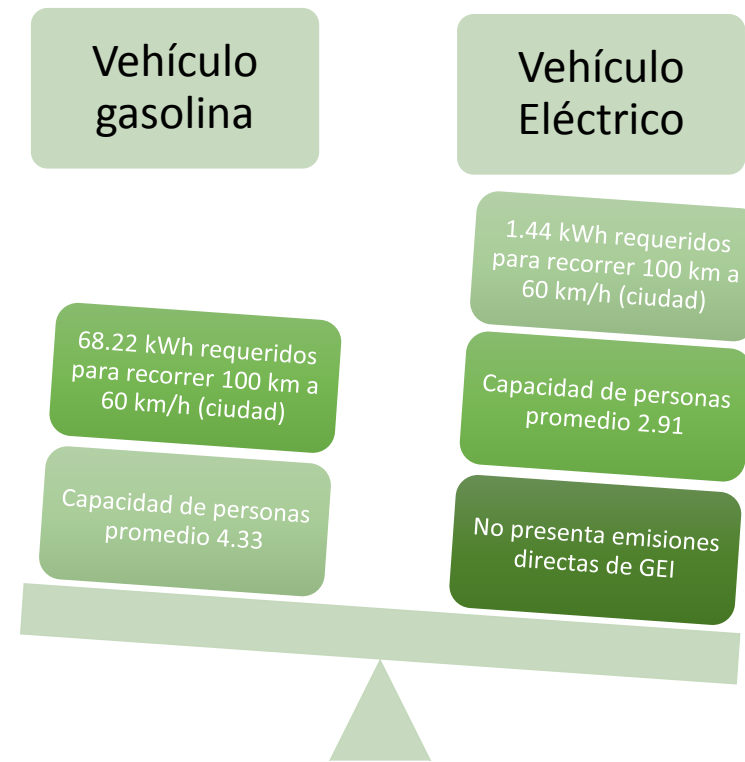 Vehículo
gasolina
Vehículo
Eléctrico
68.22 kWh requeridos
para recorrer 100 km a
60 km/h (ciudad)
Capacidad de personas
promedio 4.33
1.44 kWh requeridos
para recorrer 100 km a
60 km/h (ciudad)
Capacidad de personas
promedio 2.91
No presenta emisiones
directas de GEI